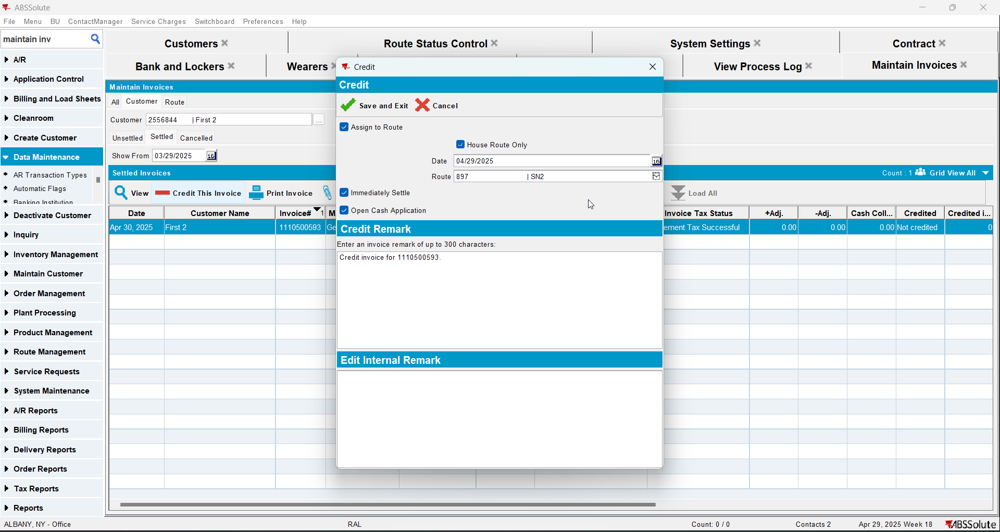 ABSSolute
File Menu BU ContactManager Service Charges Switchboard Preferences Help
maintain inv
Customers
Route Status Control
System Settings
Contract
Bank and Lockers
Wearers
View Process Log
Maintain Invoices
A/R
Application Control
Billing and Load Sheets
Cleanroom
Create Customer
Data Maintenance
AR Transaction Types
Automatic Flags
Banking Institution
Deactivate Customer
Inquiry
Inventory Management
Maintain Customer
Order Management
Plant Processing
Product Management
Route Management
Service Requests
System Maintenance
A/R Reports
Billing Reports
Delivery Reports
Order Reports
Tax Reports
Reports
Maintain Invoices
All Customer Route
Customer 2556844 | First 2 ...
Unsettled Settled Cancelled
Show From 03/29/2025 16
Settled Invoices
Count : 1 Grid View All
View Credit This Invoice Print Invoice
Load All
Date Customer Name Invoice# 1 M
Invoice Tax Status +Adj. -Adj. Cash Coll... Credited Credited i...
Apr 30, 2025 First 2 1110500593 Ge
ement Tax Successful 0.00 0.00 0.00 Not credited 0
Credit
Credit
Save and Exit Cancel
Assign to Route
House Route Only
Date 04/29/2025 16
Route 897 | SN2
Immediately Settle
Open Cash Application
Credit Remark
Enter an invoice remark of up to 300 characters:
Credit invoice for 1110500593.
Edit Internal Remark
ALBANY, NY - Office
RAL
Count: 0 / 0
Contacts 2
Apr 29, 2025 Week 18
ABSSolute